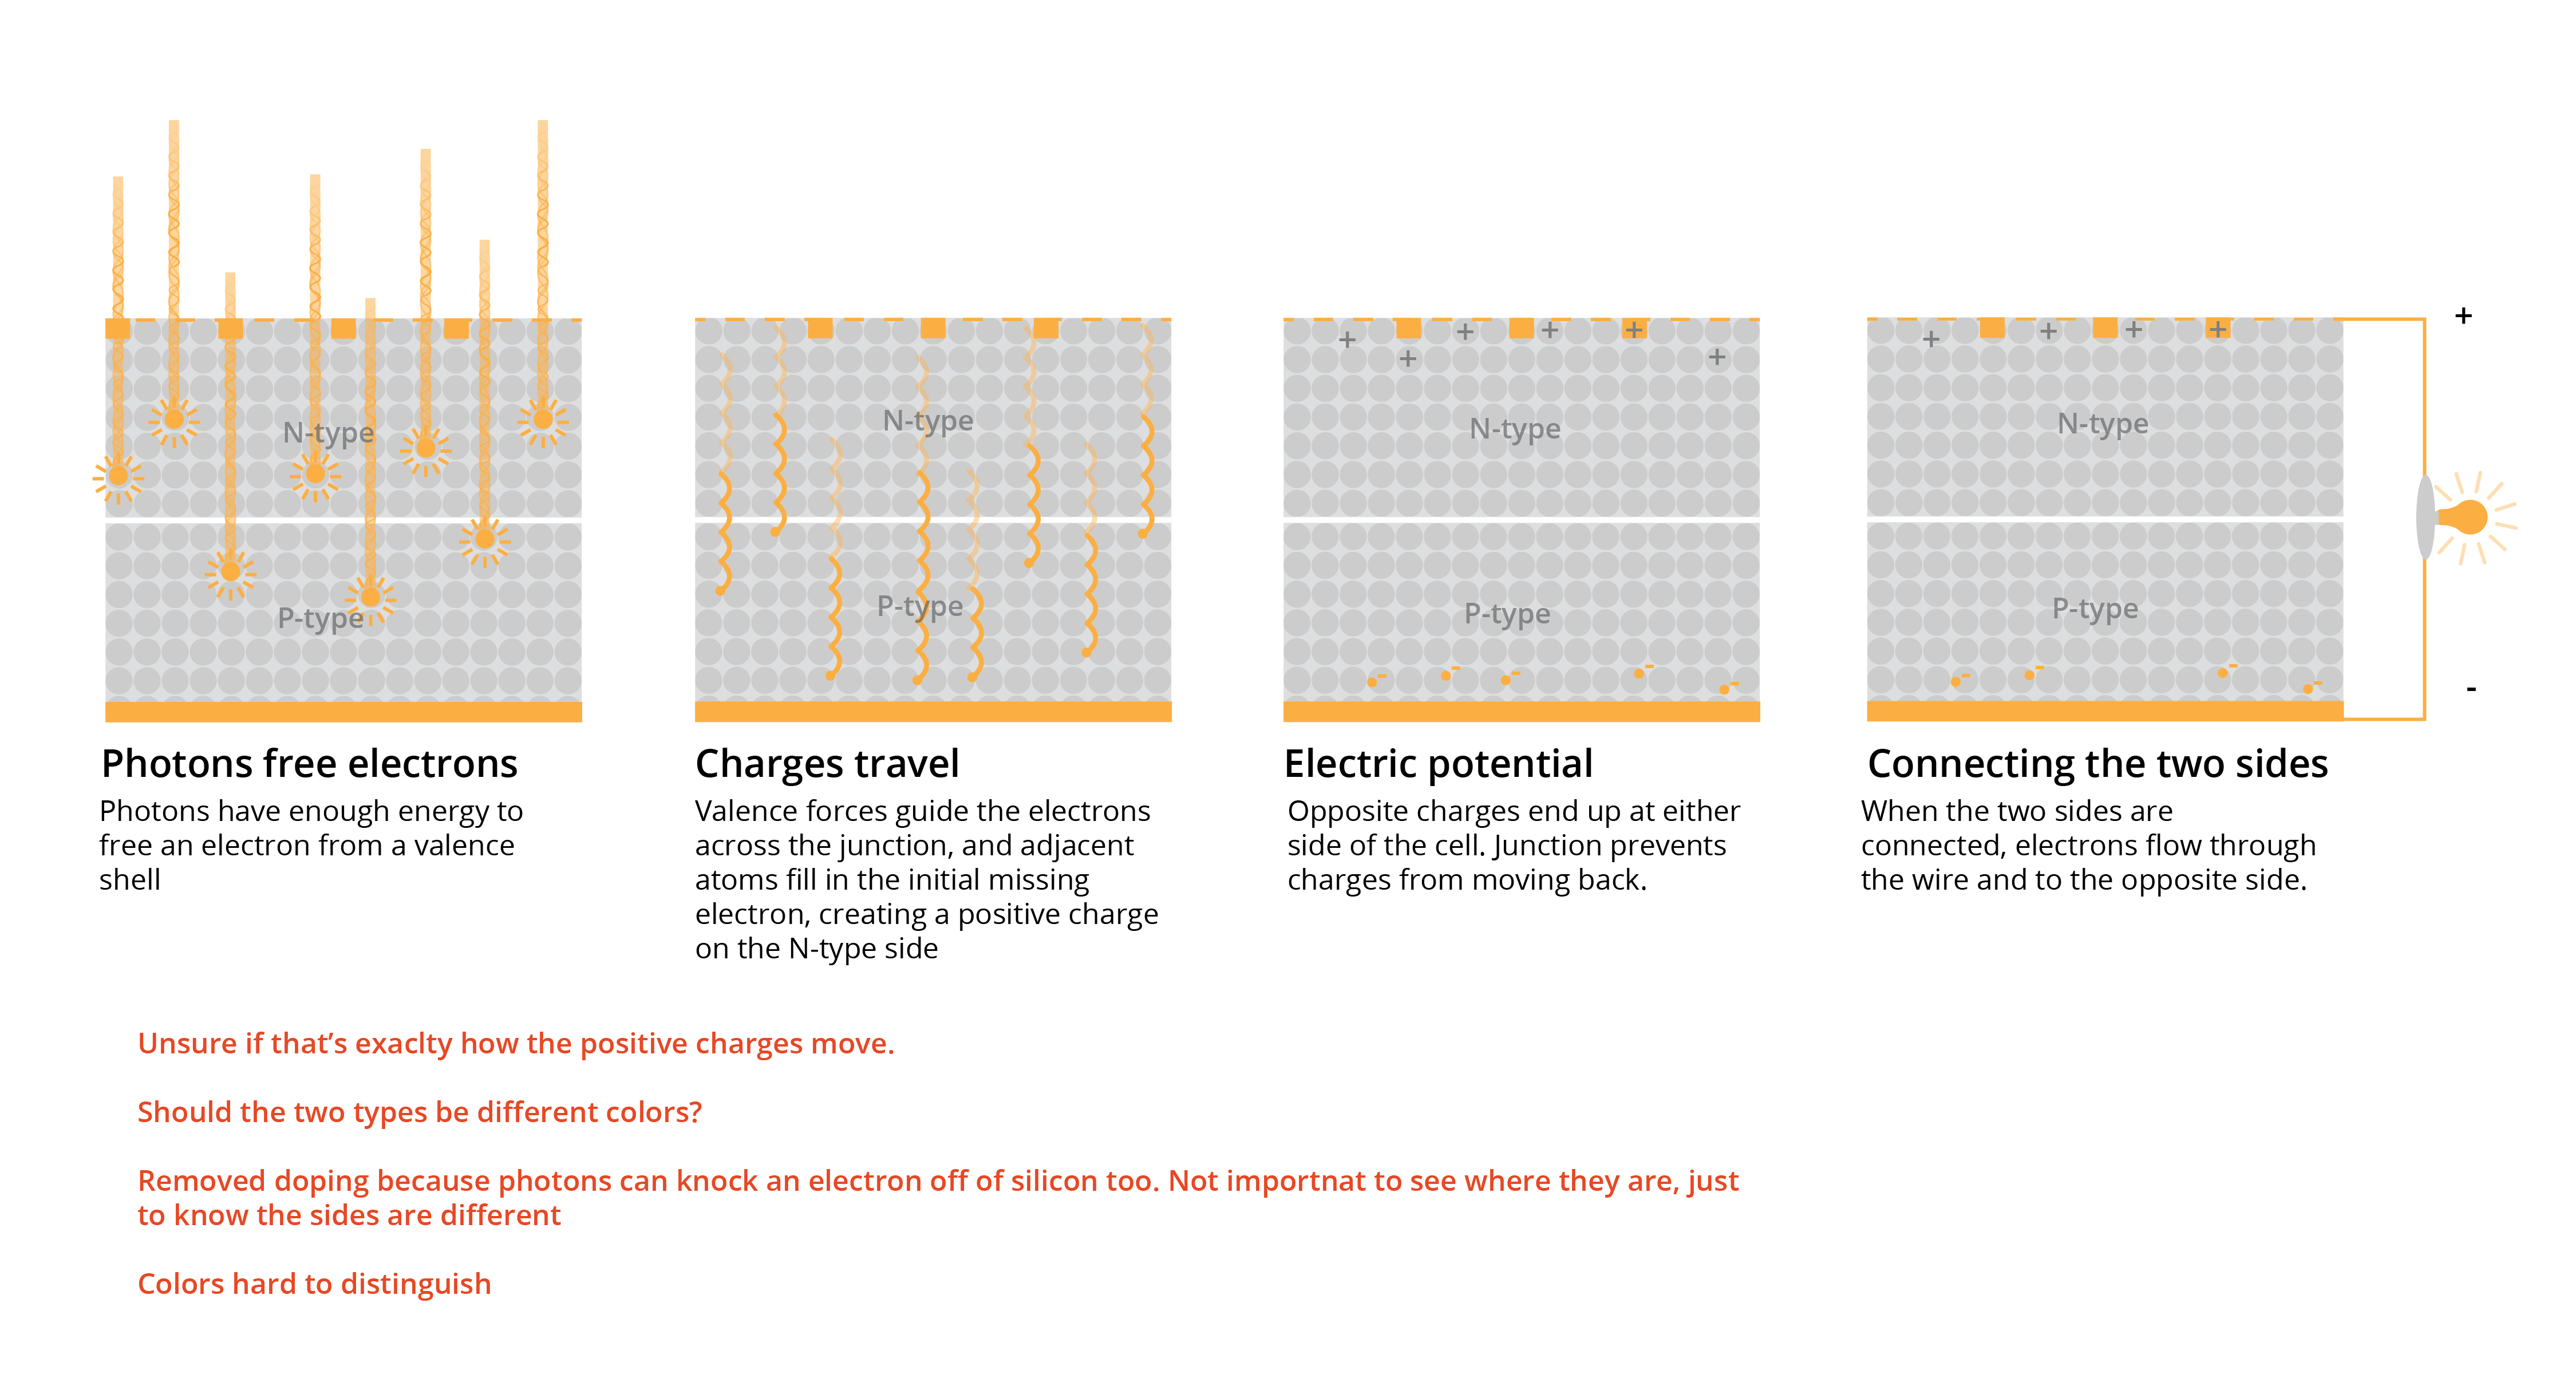 N-type
P-type
Photons free electrons
Photons have enough energy to
free an electron from a valence
shell
N-type
P-type
Charges travel
Valence forces guide the electrons
across the junction, and adjacent
atoms fill in the initial missing
electron, creating a positive charge
on the N-type side
+ + + + + +
N-type
P-type
- - - - -
Electric potential
Opposite charges end up at either
side of the cell. Junction prevents
charges from moving back.
+ + + +
N-type
P-type
- - - -
+
-
Connecting the two sides
When the two sides are
connected, electrons flow through
the wire and to the opposite side.
Unsure if that’s exaclty how the positive charges move.
Should the two types be different colors?
Removed doping because photons can knock an electron off of silicon too. Not importnat to see where they are, just
to know the sides are different
Colors hard to distinguish